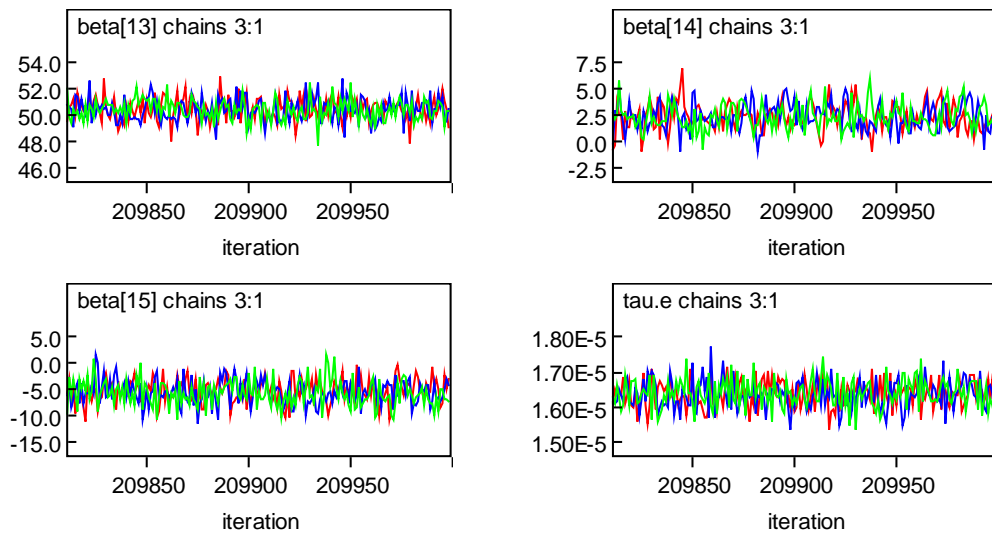 beta[13] chains 3:1
54.0
52.0
50.0
48.0
46.0
209850 209900 209950
iteration
beta[14] chains 3:1
7.5
5.0
2.5
0.0
-2.5
209850 209900 209950
iteration
beta[15] chains 3:1
5.0
0.0
-5.0
-10.0
-15.0
209850 209900 209950
iteration
tau.e chains 3:1
1.80E-5
1.70E-5
1.60E-5
1.50E-5
209850 209900 209950
iteration